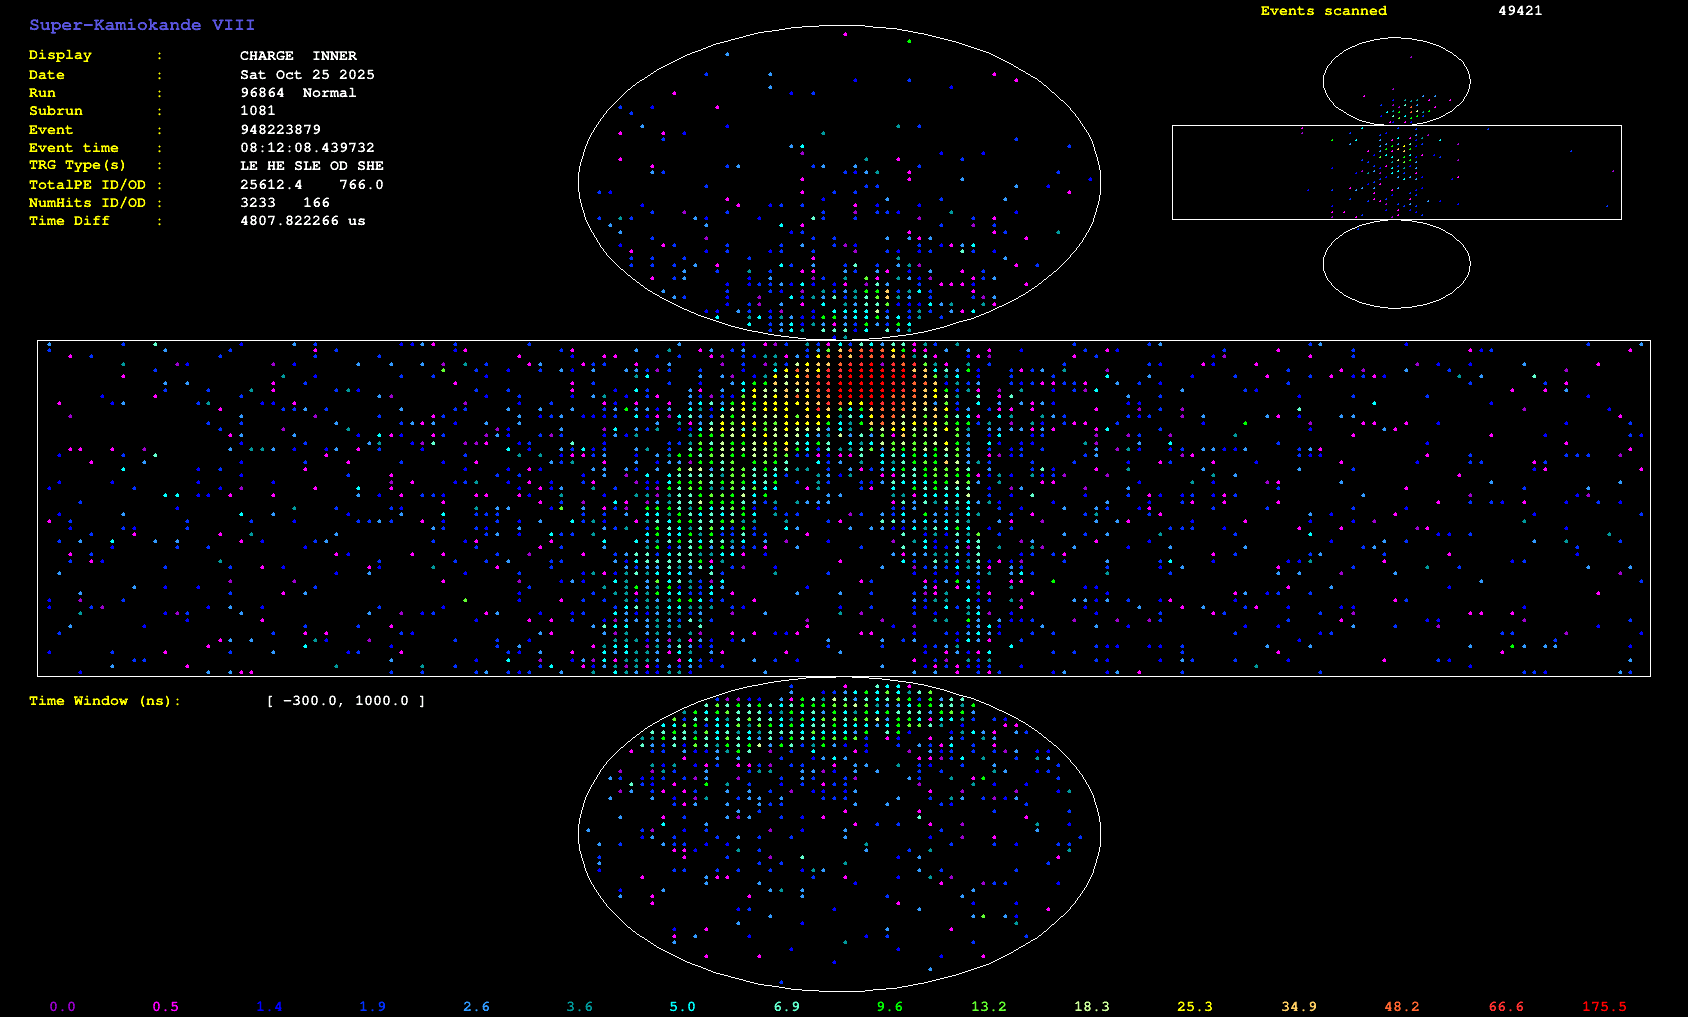 Super-Kamiokande VIII
Display : CHARGE INNER
Date : Sat Oct 25 2025
Run : 96864 Normal
Subrun : 1081
Event : 948223879
Event time : 08:12:08.439732
TRG Type(s) : LE HE SLE OD SHE
TotalPE ID/OD : 25612.4 766.0
NumHits ID/OD : 3233 166
Time Diff : 4807.822266 us
Events scanned 49421
Time Window (ns): [ -300.0, 1000.0 ]
0.0 0.5 1.4 1.9 2.6 3.6 5.0 6.9 9.6 13.2 18.3 25.3 34.9 48.2 66.6 175.5